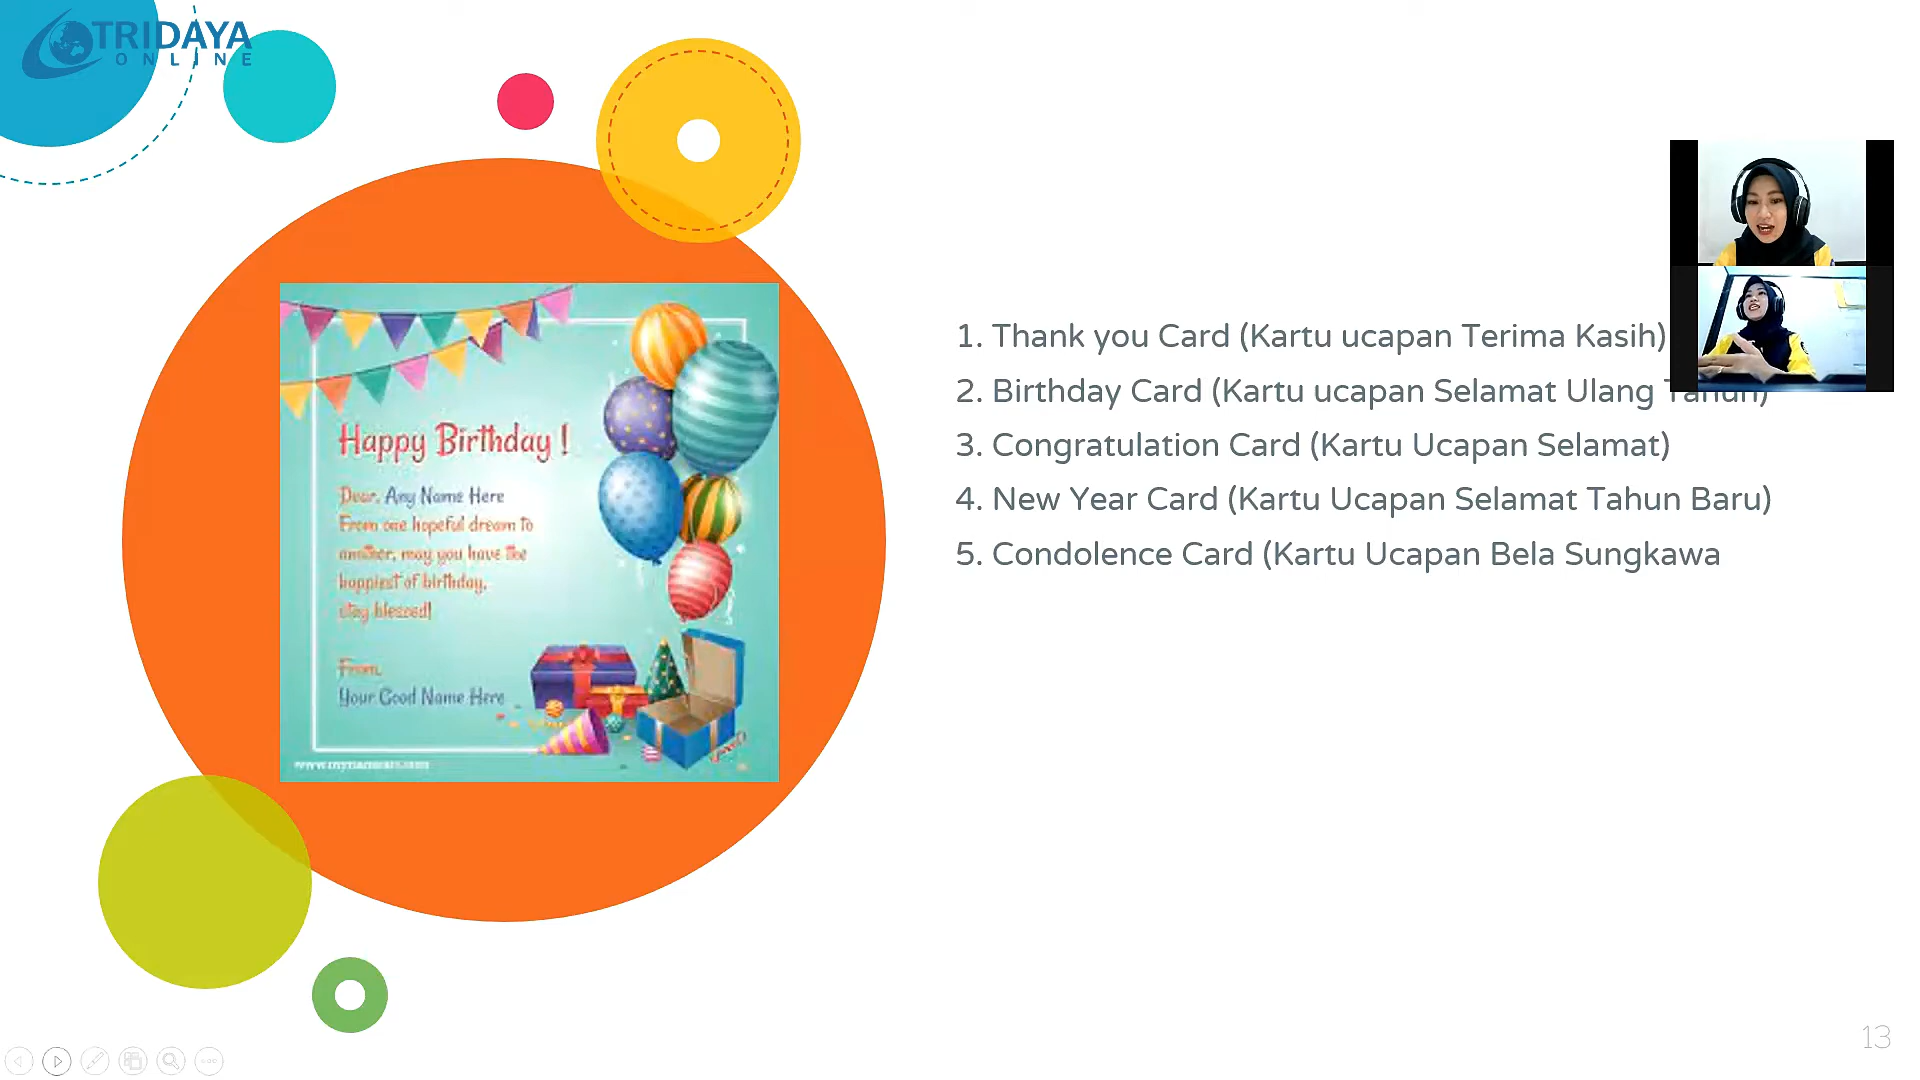 TRIDAYA
ONLINE
Happy Birthday !
Dear, Any Name Here
From one hopeful dream to
another, may you have the
happiest of birthday,
stay blessed!
From,
Your Good Name Here
1. Thank you Card (Kartu ucapan Terima Kasih)
2. Birthday Card (Kartu ucapan Selamat Ulang Tahun)
3. Congratulation Card (Kartu Ucapan Selamat)
4. New Year Card (Kartu Ucapan Selamat Tahun Baru)
5. Condolence Card (Kartu Ucapan Bela Sungkawa
13